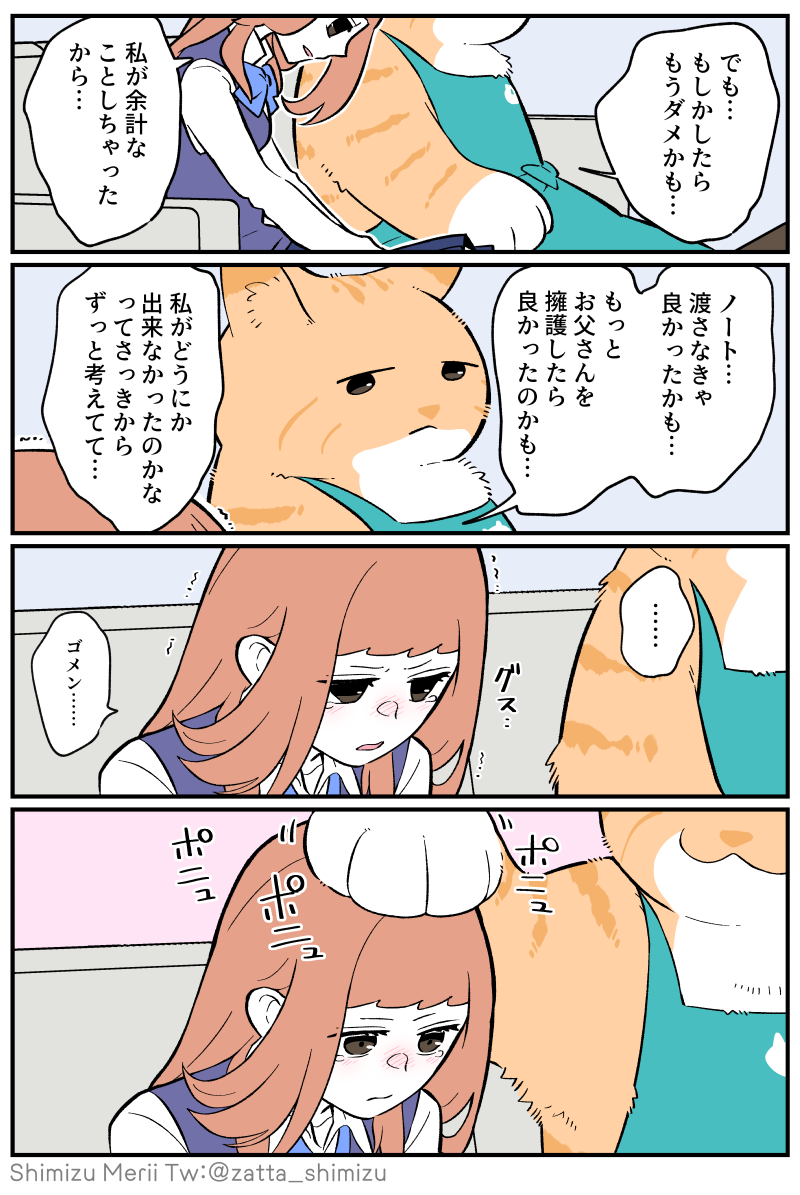 でも…
もしかしたら
もうダメかも…
私が余計な
ことしちゃった
から…
ノート…
渡さなきゃ
良かったかも…
もっと
お父さんを
擁護したら
良かったのかも…
私がどうにか
出来なかったのかな
ってさっきから
ずっと考えてて…
……
グス…
ゴメン……
ポニュ
ポニュ
ポニュ
Shimizu Merii Tw:@zatta_shimizu